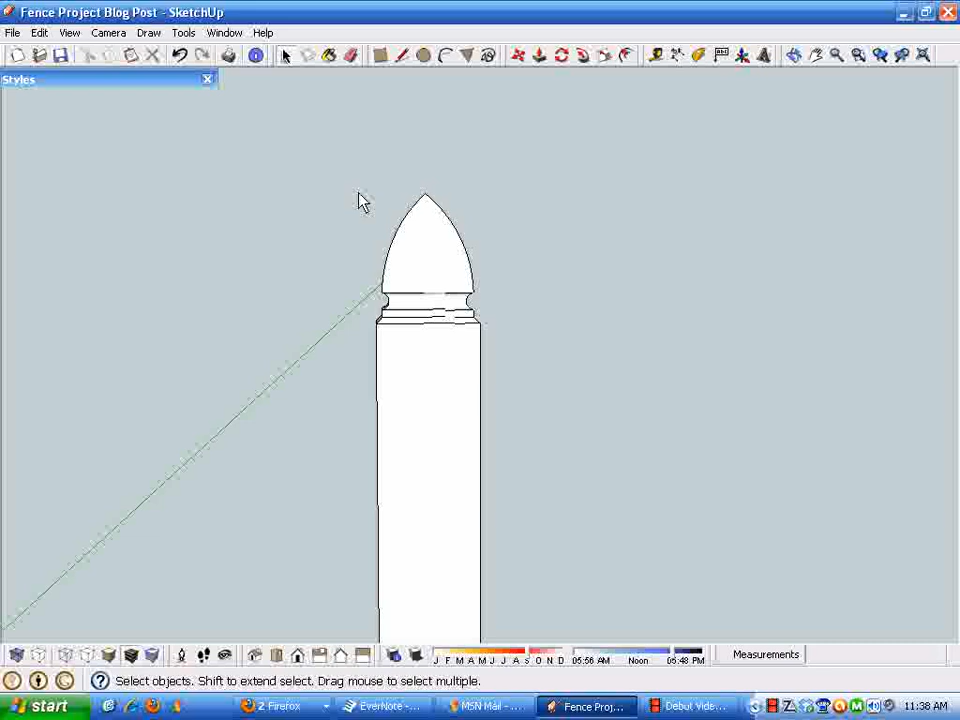 Fence Project Blog Post - SketchUp
File Edit View Camera Draw Tools Window Help
Styles
J F M A M J J A S O N D 05:56 AM Noon 05:48 PM
Measurements
Select objects. Shift to extend select. Drag mouse to select multiple.
start 2 Firefox EverNote -... MSN Mail -... Fence Proj... Debut Vide... 11:38 AM